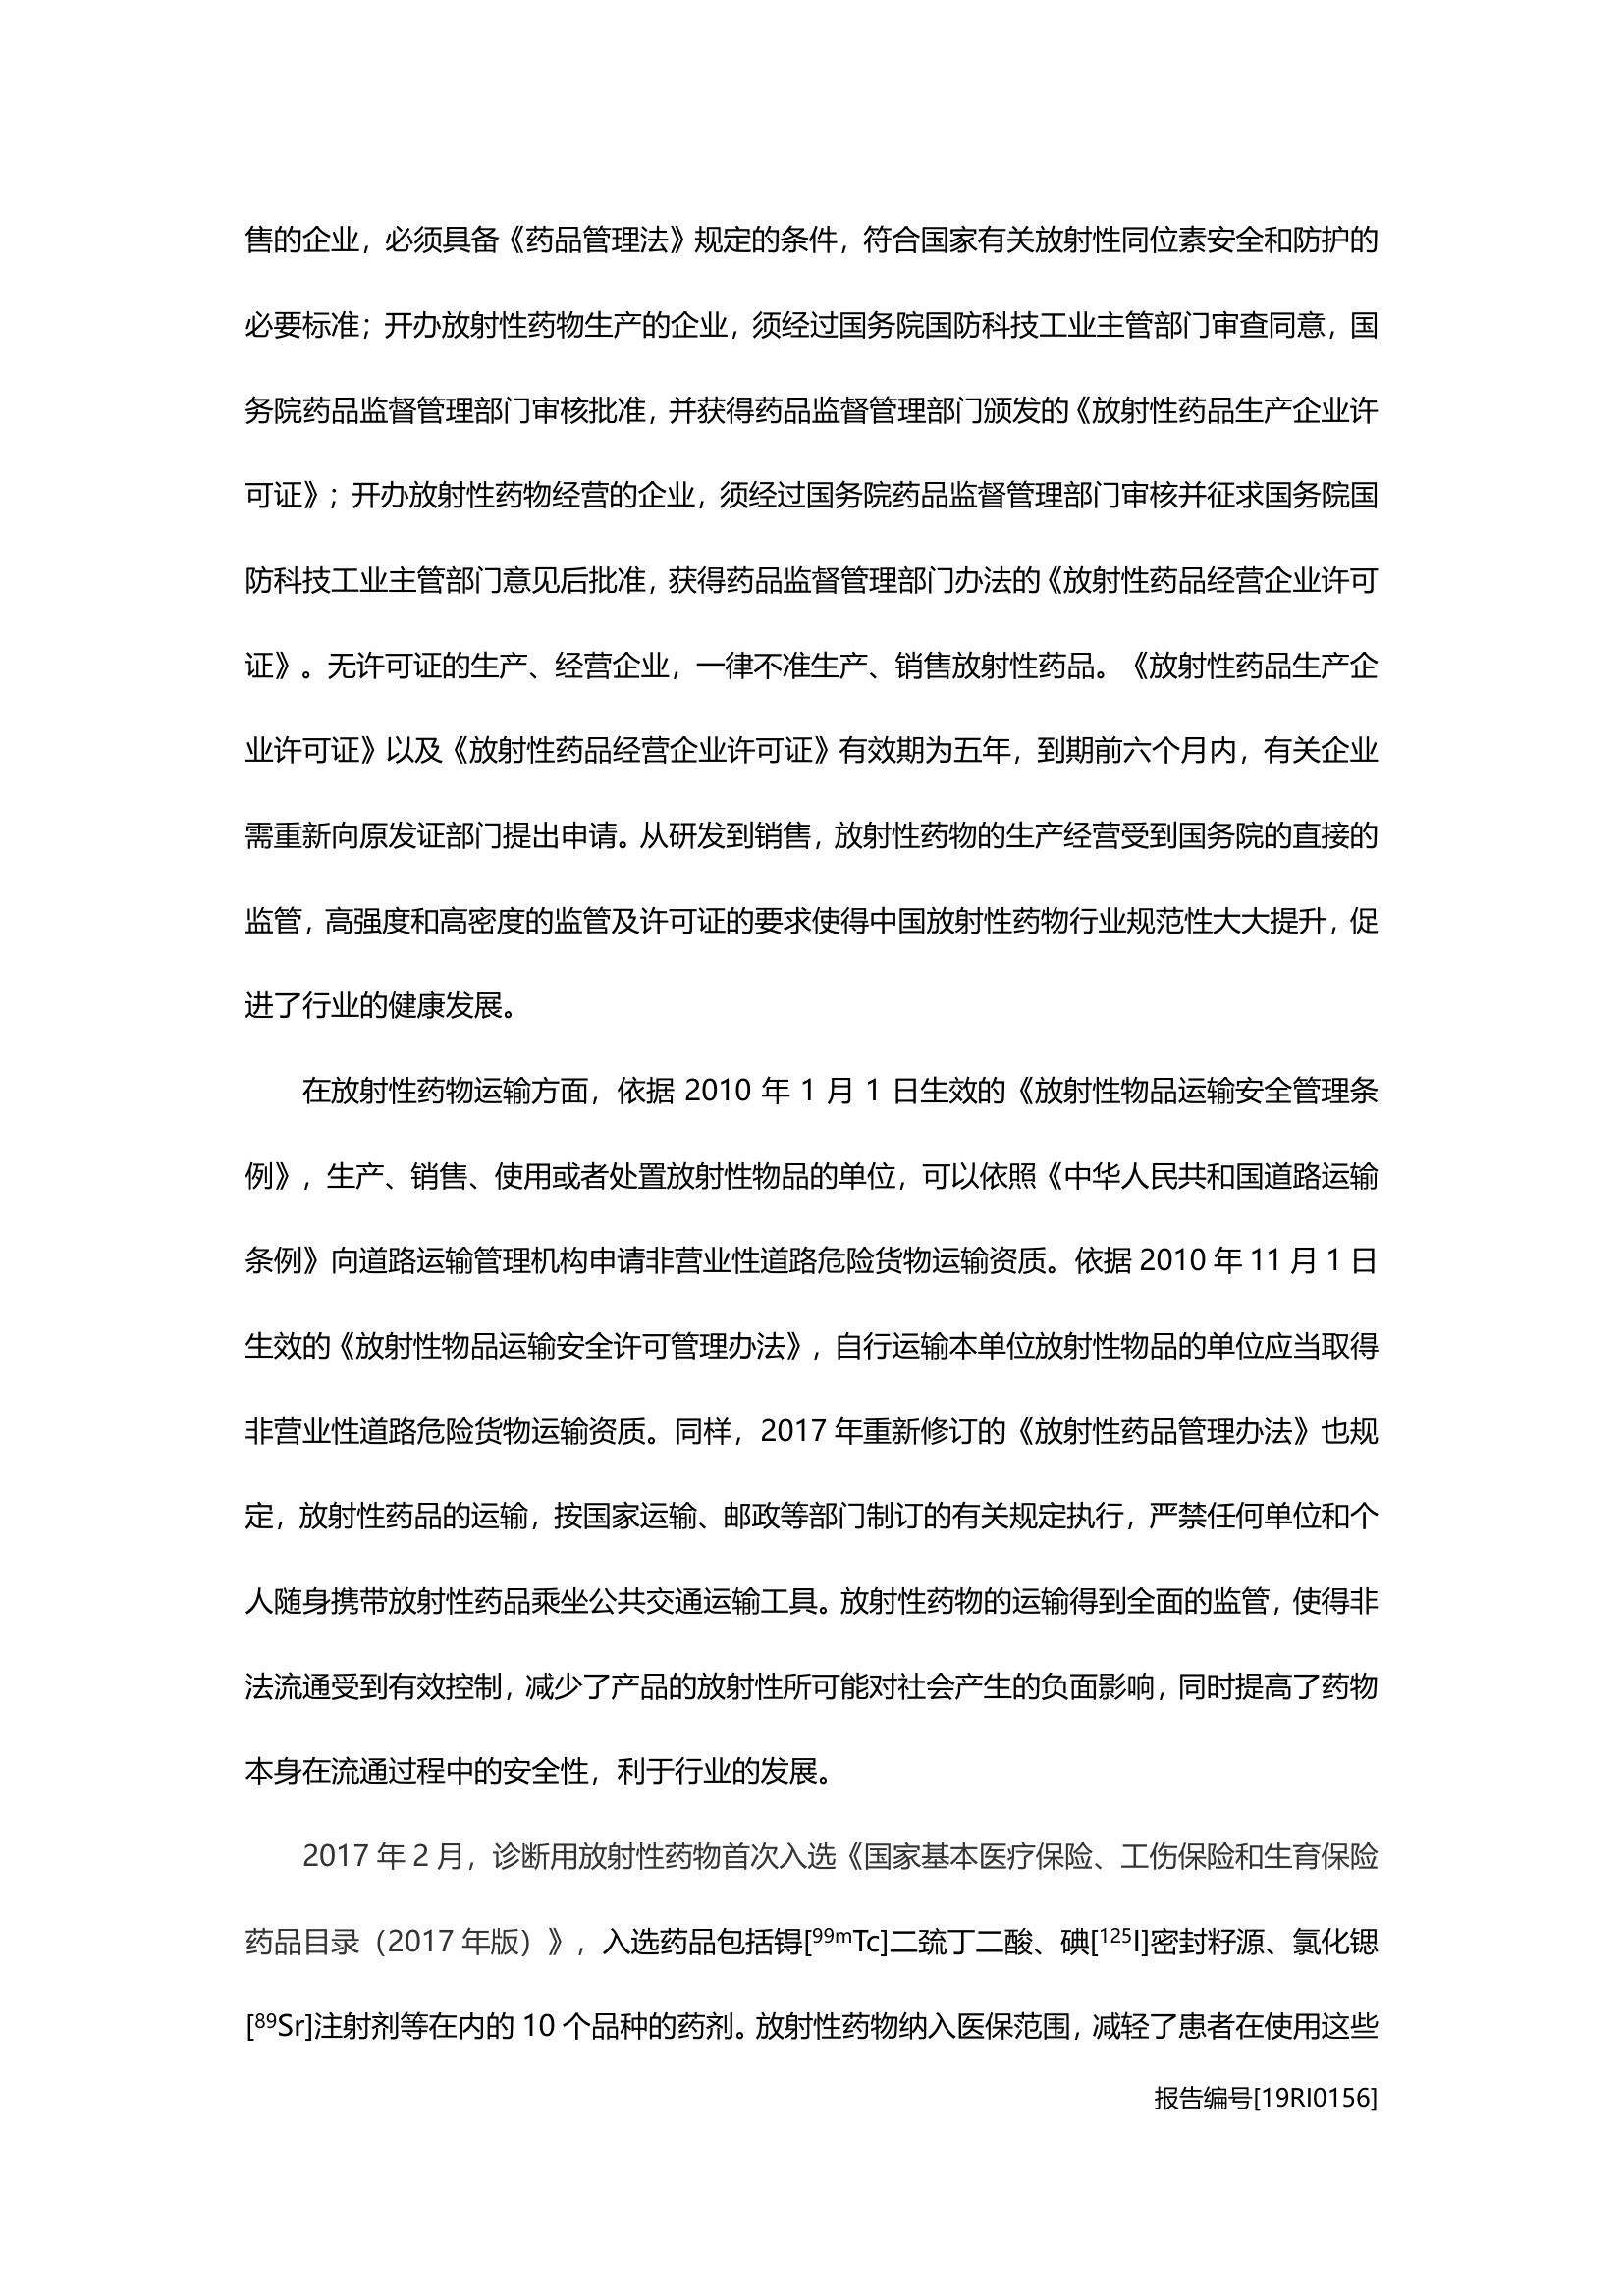 售的企业，必须具备《药品管理法》规定的条件，符合国家有关放射性同位素安全和防护的
必要标准；开办放射性药物生产的企业，须经过国务院国防科技工业主管部门审查同意，国
务院药品监督管理部门审核批准，并获得药品监督管理部门颁发的《放射性药品生产企业许
可证》；开办放射性药物经营的企业，须经过国务院药品监督管理部门审核并征求国务院国
防科技工业主管部门意见后批准，获得药品监督管理部门办法的《放射性药品经营企业许可
证》。无许可证的生产、经营企业，一律不准生产、销售放射性药品。《放射性药品生产企
业许可证》以及《放射性药品经营企业许可证》有效期为五年，到期前六个月内，有关企业
需重新向原发证部门提出申请。从研发到销售，放射性药物的生产经营受到国务院的直接的
监管，高强度和高密度的监管及许可证的要求使得中国放射性药物行业规范性大大提升，促
进了行业的健康发展。
在放射性药物运输方面，依据 2010 年 1 月 1 日生效的《放射性物品运输安全管理条
例》，生产、销售、使用或者处置放射性物品的单位，可以依照《中华人民共和国道路运输
条例》向道路运输管理机构申请非营业性道路危险货物运输资质。依据 2010 年 11 月 1 日
生效的《放射性物品运输安全许可管理办法》，自行运输本单位放射性物品的单位应当取得
非营业性道路危险货物运输资质。同样，2017 年重新修订的《放射性药品管理办法》也规
定，放射性药品的运输，按国家运输、邮政等部门制订的有关规定执行，严禁任何单位和个
人随身携带放射性药品乘坐公共交通运输工具。放射性药物的运输得到全面的监管，使得非
法流通受到有效控制，减少了产品的放射性所可能对社会产生的负面影响，同时提高了药物
本身在流通过程中的安全性，利于行业的发展。
2017 年 2 月，诊断用放射性药物首次入选《国家基本医疗保险、工伤保险和生育保险
药品目录（2017 年版）》，入选药品包括锝[⁹⁹ᵐTc]二巯丁二酸、碘[¹²⁵I]密封籽源、氯化锶
[⁸⁹Sr]注射剂等在内的 10 个品种的药剂。放射性药物纳入医保范围，减轻了患者在使用这些
报告编号[19RI0156]